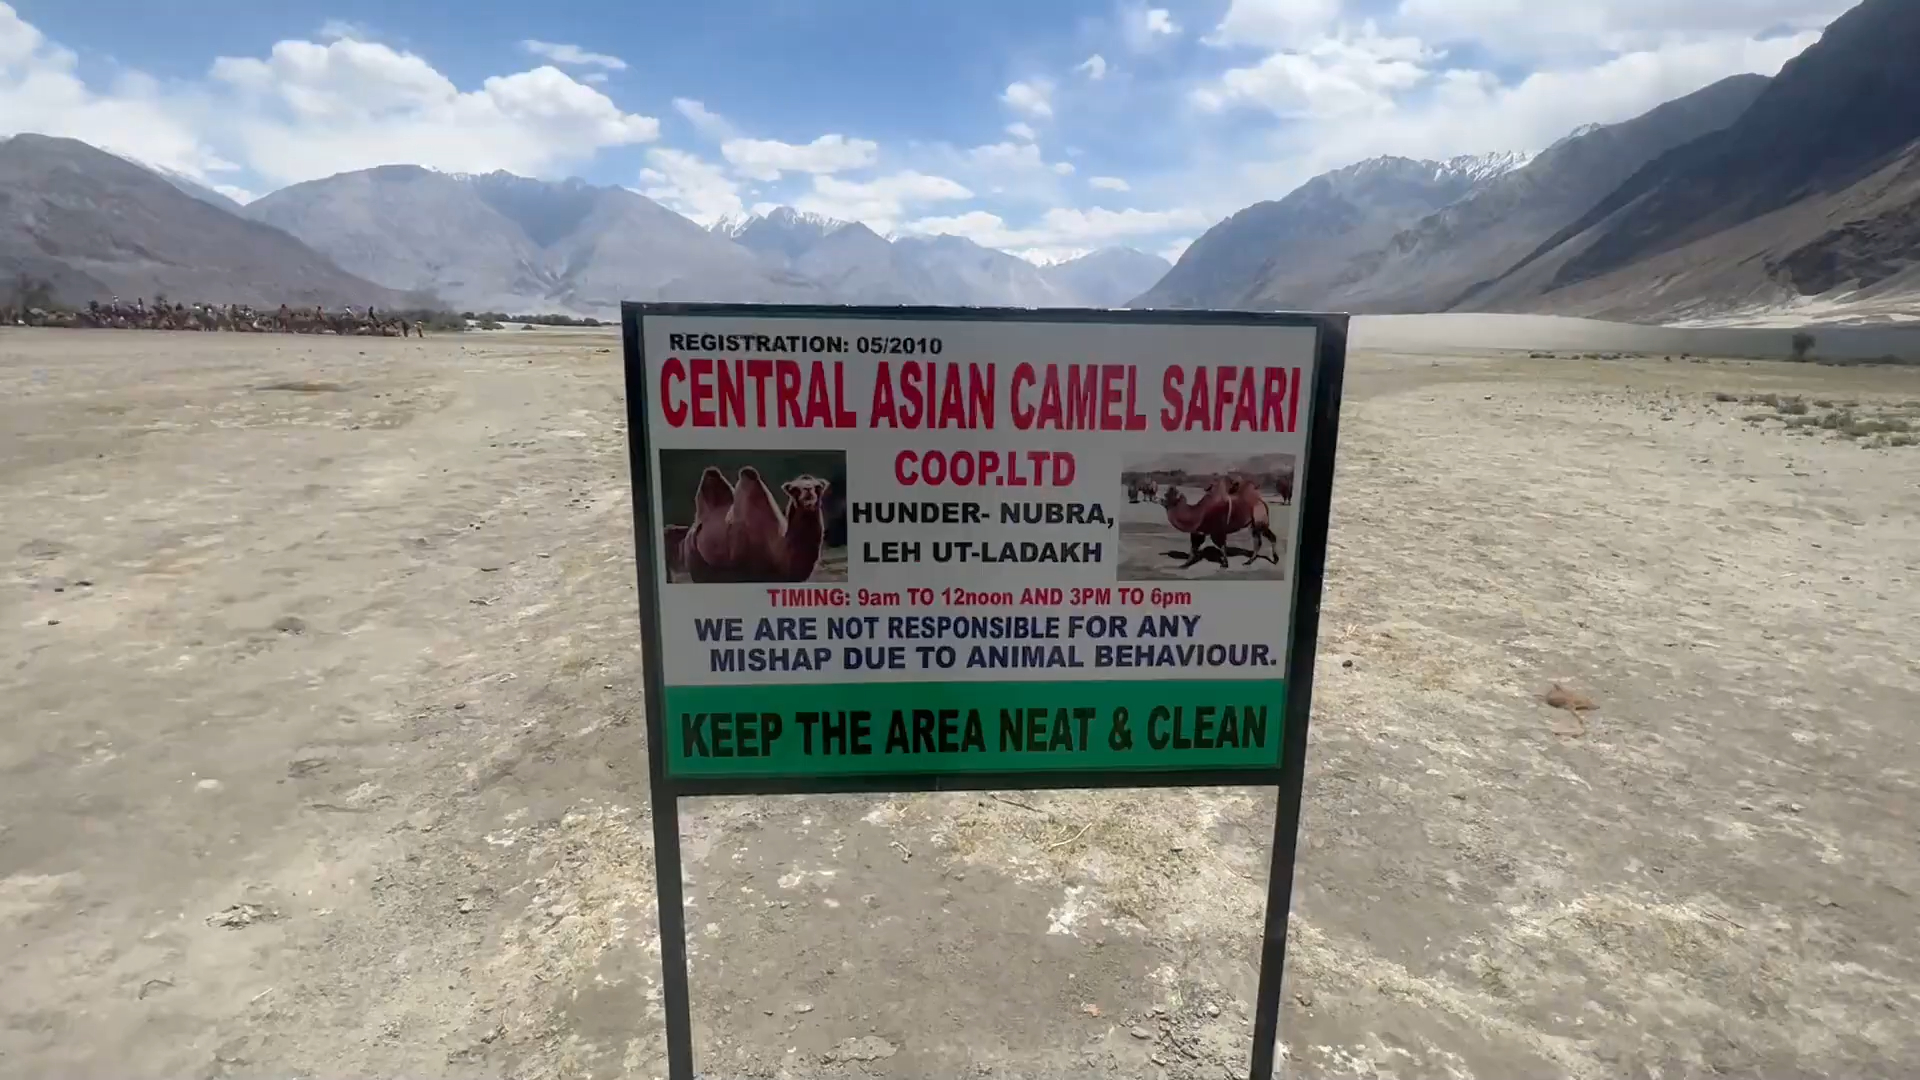 REGISTRATION: 05/2010
CENTRAL ASIAN CAMEL SAFARI
COOP.LTD
HUNDER- NUBRA,
LEH UT-LADAKH
TIMING: 9am TO 12noon AND 3PM TO 6pm
WE ARE NOT RESPONSIBLE FOR ANY
MISHAP DUE TO ANIMAL BEHAVIOUR.
KEEP THE AREA NEAT & CLEAN